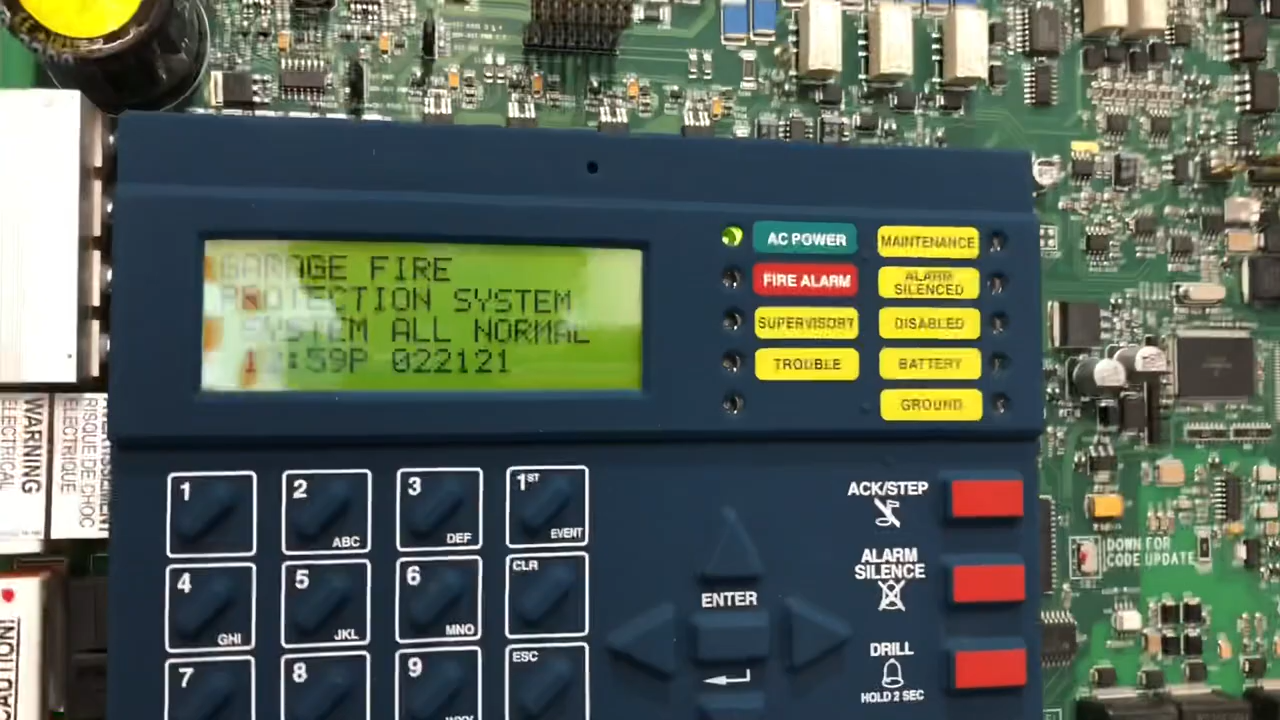 GARAGE FIRE
PROTECTION SYSTEM
SYSTEM ALL NORMAL
:59P 022121
AC POWER
FIRE ALARM
SUPERVISORY
TROUBLE
MAINTENANCE
ALARM
SILENCED
DISABLED
BATTERY
GROUND
1
2
ABC
3
DEF
1ST
EVENT
4
GHI
5
JKL
6
MNO
CLR
7
8
9
ESC
ENTER
ACK/STEP
ALARM
SILENCE
DRILL
HOLD 2 SEC
WARNING
ELECTRICAL
AVERTISSEMENT
RISQUE DE CHOC
ELECTRIQUE
CAUTION!
DOWN FOR
CODE UPDATE